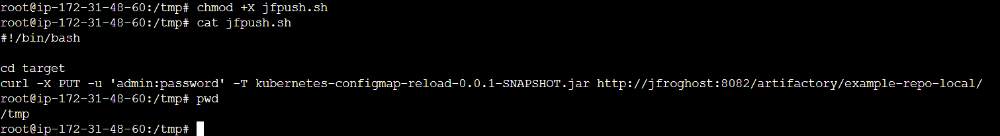 root@ip-172-31-48-60:/tmp# chmod +X jfpush.sh
root@ip-172-31-48-60:/tmp# cat jfpush.sh
#!/bin/bash

cd target
curl -X PUT -u 'admin:password' -T kubernetes-configmap-reload-0.0.1-SNAPSHOT.jar http://jfroghost:8082/artifactory/example-repo-local/
root@ip-172-31-48-60:/tmp# pwd
/tmp
root@ip-172-31-48-60:/tmp#